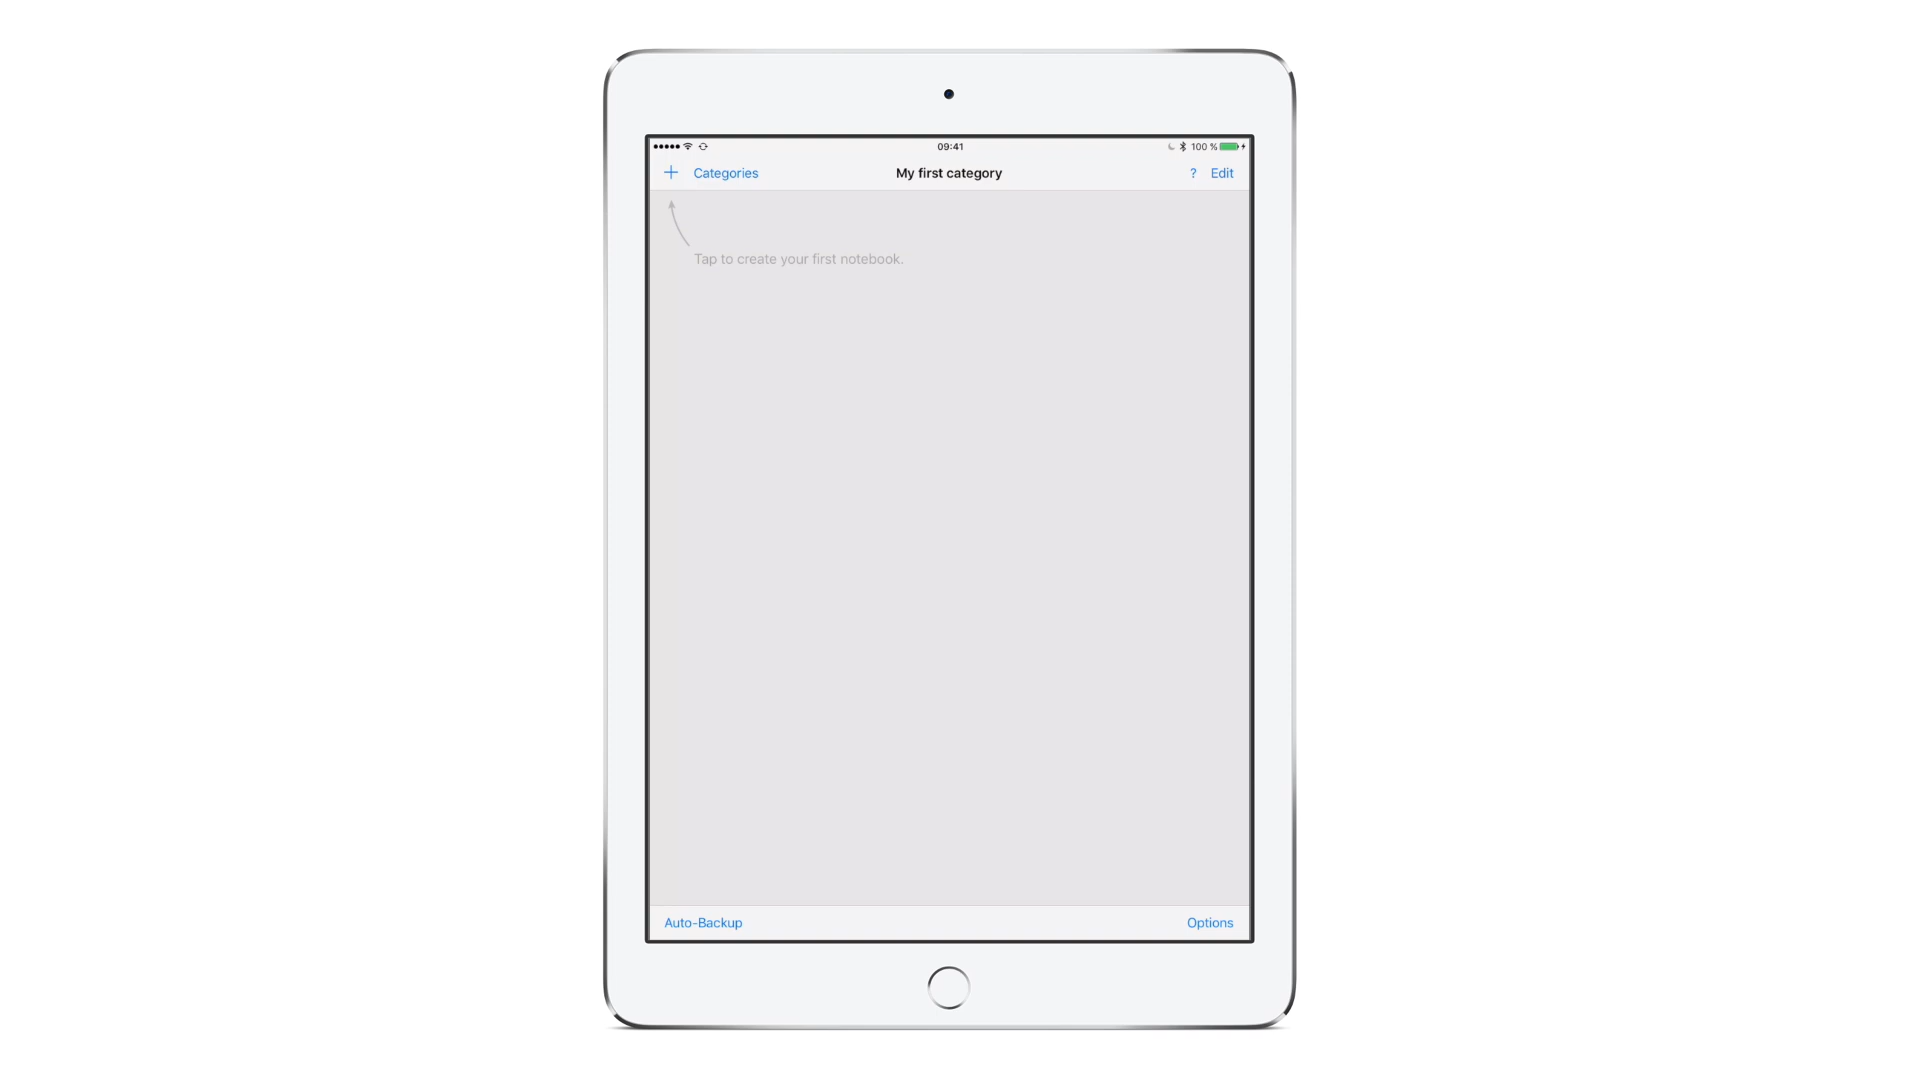 09:41
100 %
+ Categories
My first category
? Edit
Tap to create your first notebook.
Auto-Backup
Options